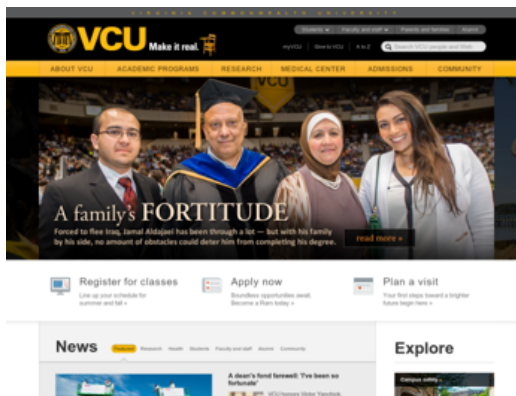 VIRGINIA COMMONWEALTH UNIVERSITY
Students Faculty and staff Parents and families Alumni
VCU Make it real.
myVCU Give to VCU A to Z Search VCU people and Web
ABOUT VCU ACADEMIC PROGRAMS RESEARCH MEDICAL CENTER ADMISSIONS COMMUNITY
VCU
A family's FORTITUDE
Forced to flee Iraq, Jamal Aldajaei has been through a lot — but with his family
by his side, no amount of obstacles could deter him from completing his degree.
read more »
Register for classes
Line up your schedule for
summer and fall »
Apply now
Boundless opportunities await.
Become a Ram today »
Plan a visit
Your first steps toward a brighter
future begin here »
News
Featured Research Health Students Faculty and staff Alumni Community
Explore
A dean's fond farewell: 'I've been so
fortunate'
Campus safety